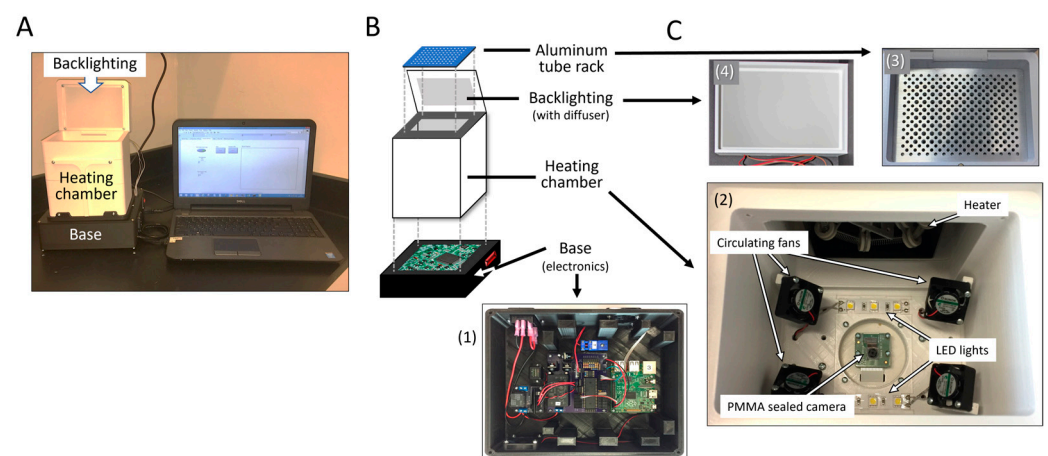 A
Backlighting
Heating
chamber
Base
DELL
B
Aluminum
tube rack
Backlighting
(with diffuser)
Heating
chamber
Base
(electronics)
(1)
C
(4)
(3)
(2)
Heater
Circulating fans
LED lights
PMMA sealed camera